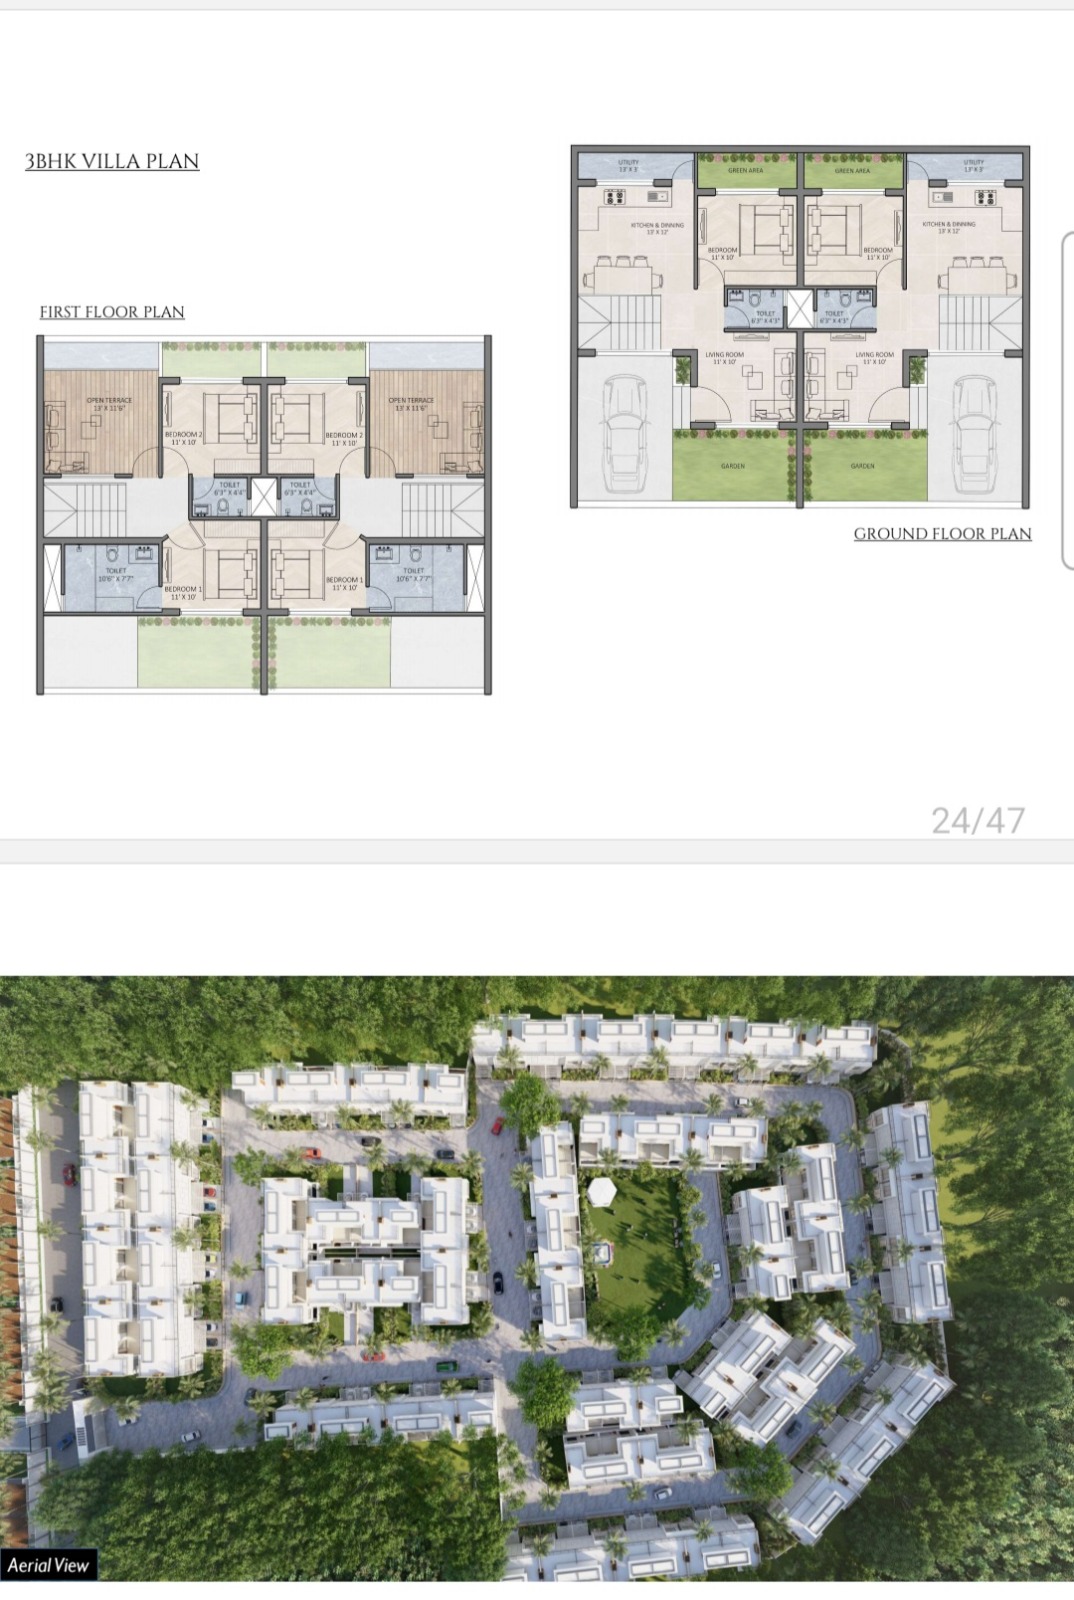 3BHK VILLA PLAN
FIRST FLOOR PLAN
OPEN TERRACE
13' X 11'6"
OPEN TERRACE
13' X 11'6"
BEDROOM 2
11' X 10'
BEDROOM 2
11' X 10'
TOILET
6'3" X 4'4"
TOILET
6'3" X 4'4"
TOILET
10'6" X 7'7"
TOILET
10'6" X 7'7"
BEDROOM 1
11' X 10'
BEDROOM 1
11' X 10'
UTILITY
13' X 3'
GREEN AREA
GREEN AREA
UTILITY
13' X 3'
KITCHEN & DINNING
13' X 12'
KITCHEN & DINNING
13' X 12'
BEDROOM
11' X 10'
BEDROOM
11' X 10'
TOILET
6'3" X 4'3"
TOILET
6'3" X 4'3"
LIVING ROOM
11' X 10'
LIVING ROOM
11' X 10'
GARDEN
GARDEN
GROUND FLOOR PLAN
24/47
Aerial View